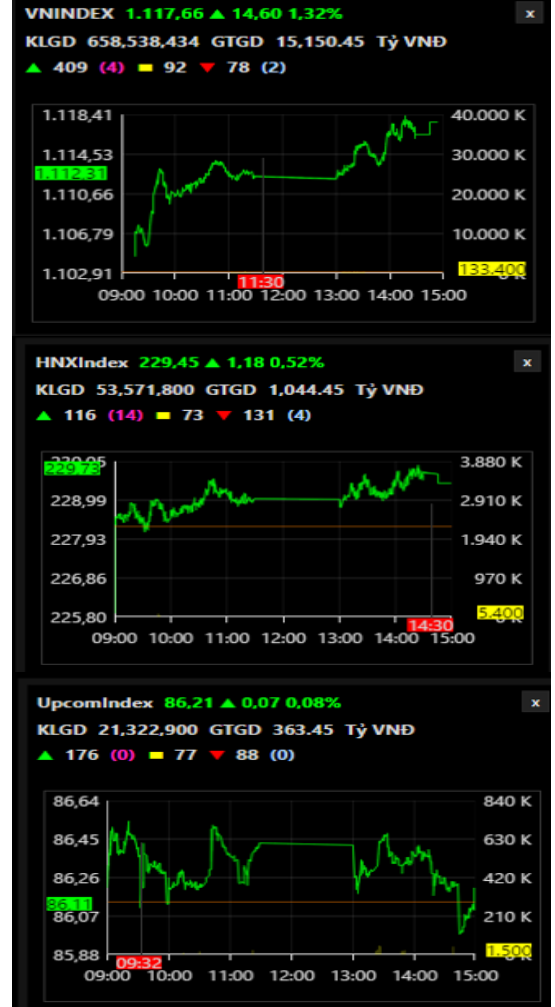 VNINDEX 1.117,66 ▲ 14,60 1,32% x
KLGD 658,538,434 GTGD 15,150.45 Tỷ VNĐ
▲ 409 (4) 92 ▼ 78 (2)
1.118,41 40.000 K
1.114,53 30.000 K
1.112,31
1.110,66 20.000 K
1.106,79 10.000 K
1.102,91 133.400
11:30
09:00 10:00 11:00 12:00 13:00 14:00 15:00
HNXIndex 229,45 ▲ 1,18 0,52% x
KLGD 53,571,800 GTGD 1,044.45 Tỷ VNĐ
▲ 116 (14) 73 ▼ 131 (4)
3.880 K
229,73
228,99 2.910 K
227,93 1.940 K
226,86 970 K
225,80 5.400
14:30
09:00 10:00 11:00 12:00 13:00 14:00 15:00
UpcomIndex 86,21 ▲ 0,07 0,08% x
KLGD 21,322,900 GTGD 363.45 Tỷ VNĐ
▲ 176 (0) 77 ▼ 88 (0)
86,64 840 K
86,45 630 K
86,26 420 K
86,11
86,07 210 K
85,88 1.500
09:32
09:00 10:00 11:00 12:00 13:00 14:00 15:00